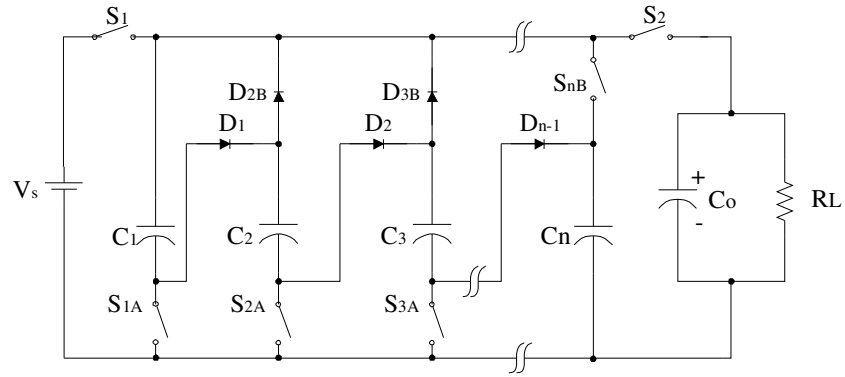 S1
S2
D2B
D3B
SnB
D1
D2
Dn-1
Vs
+
Co
-
RL
C1
C2
C3
Cn
S1A
S2A
S3A